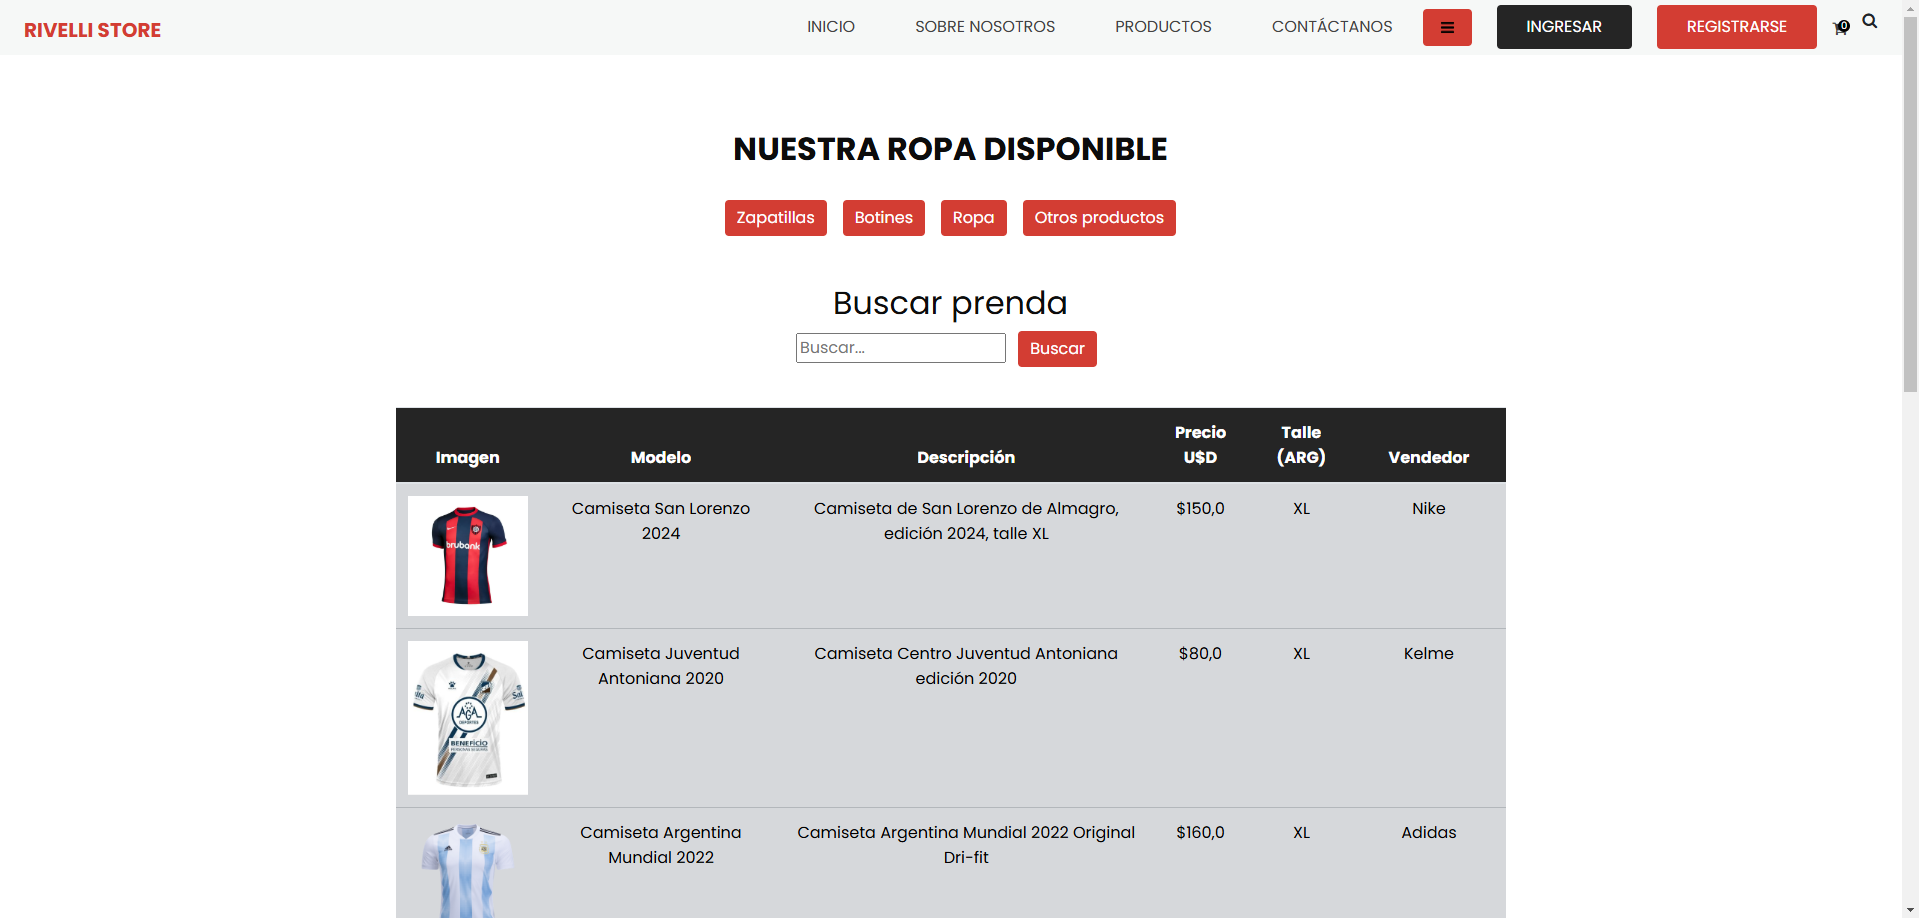 RIVELLI STORE
INICIO
SOBRE NOSOTROS
PRODUCTOS
CONTÁCTANOS
INGRESAR
REGISTRARSE
0
NUESTRA ROPA DISPONIBLE
Zapatillas
Botines
Ropa
Otros productos
Buscar prenda
Buscar...
Buscar
Imagen
Modelo
Descripción
Precio
U$D
Talle
(ARG)
Vendedor
brubank
Camiseta San Lorenzo
2024
Camiseta de San Lorenzo de Almagro,
edición 2024, talle XL
$150,0
XL
Nike
AGA
DEPORTES
BENEFICIO
Camiseta Juventud
Antoniana 2020
Camiseta Centro Juventud Antoniana
edición 2020
$80,0
XL
Kelme
Camiseta Argentina
Mundial 2022
Camiseta Argentina Mundial 2022 Original
Dri-fit
$160,0
XL
Adidas